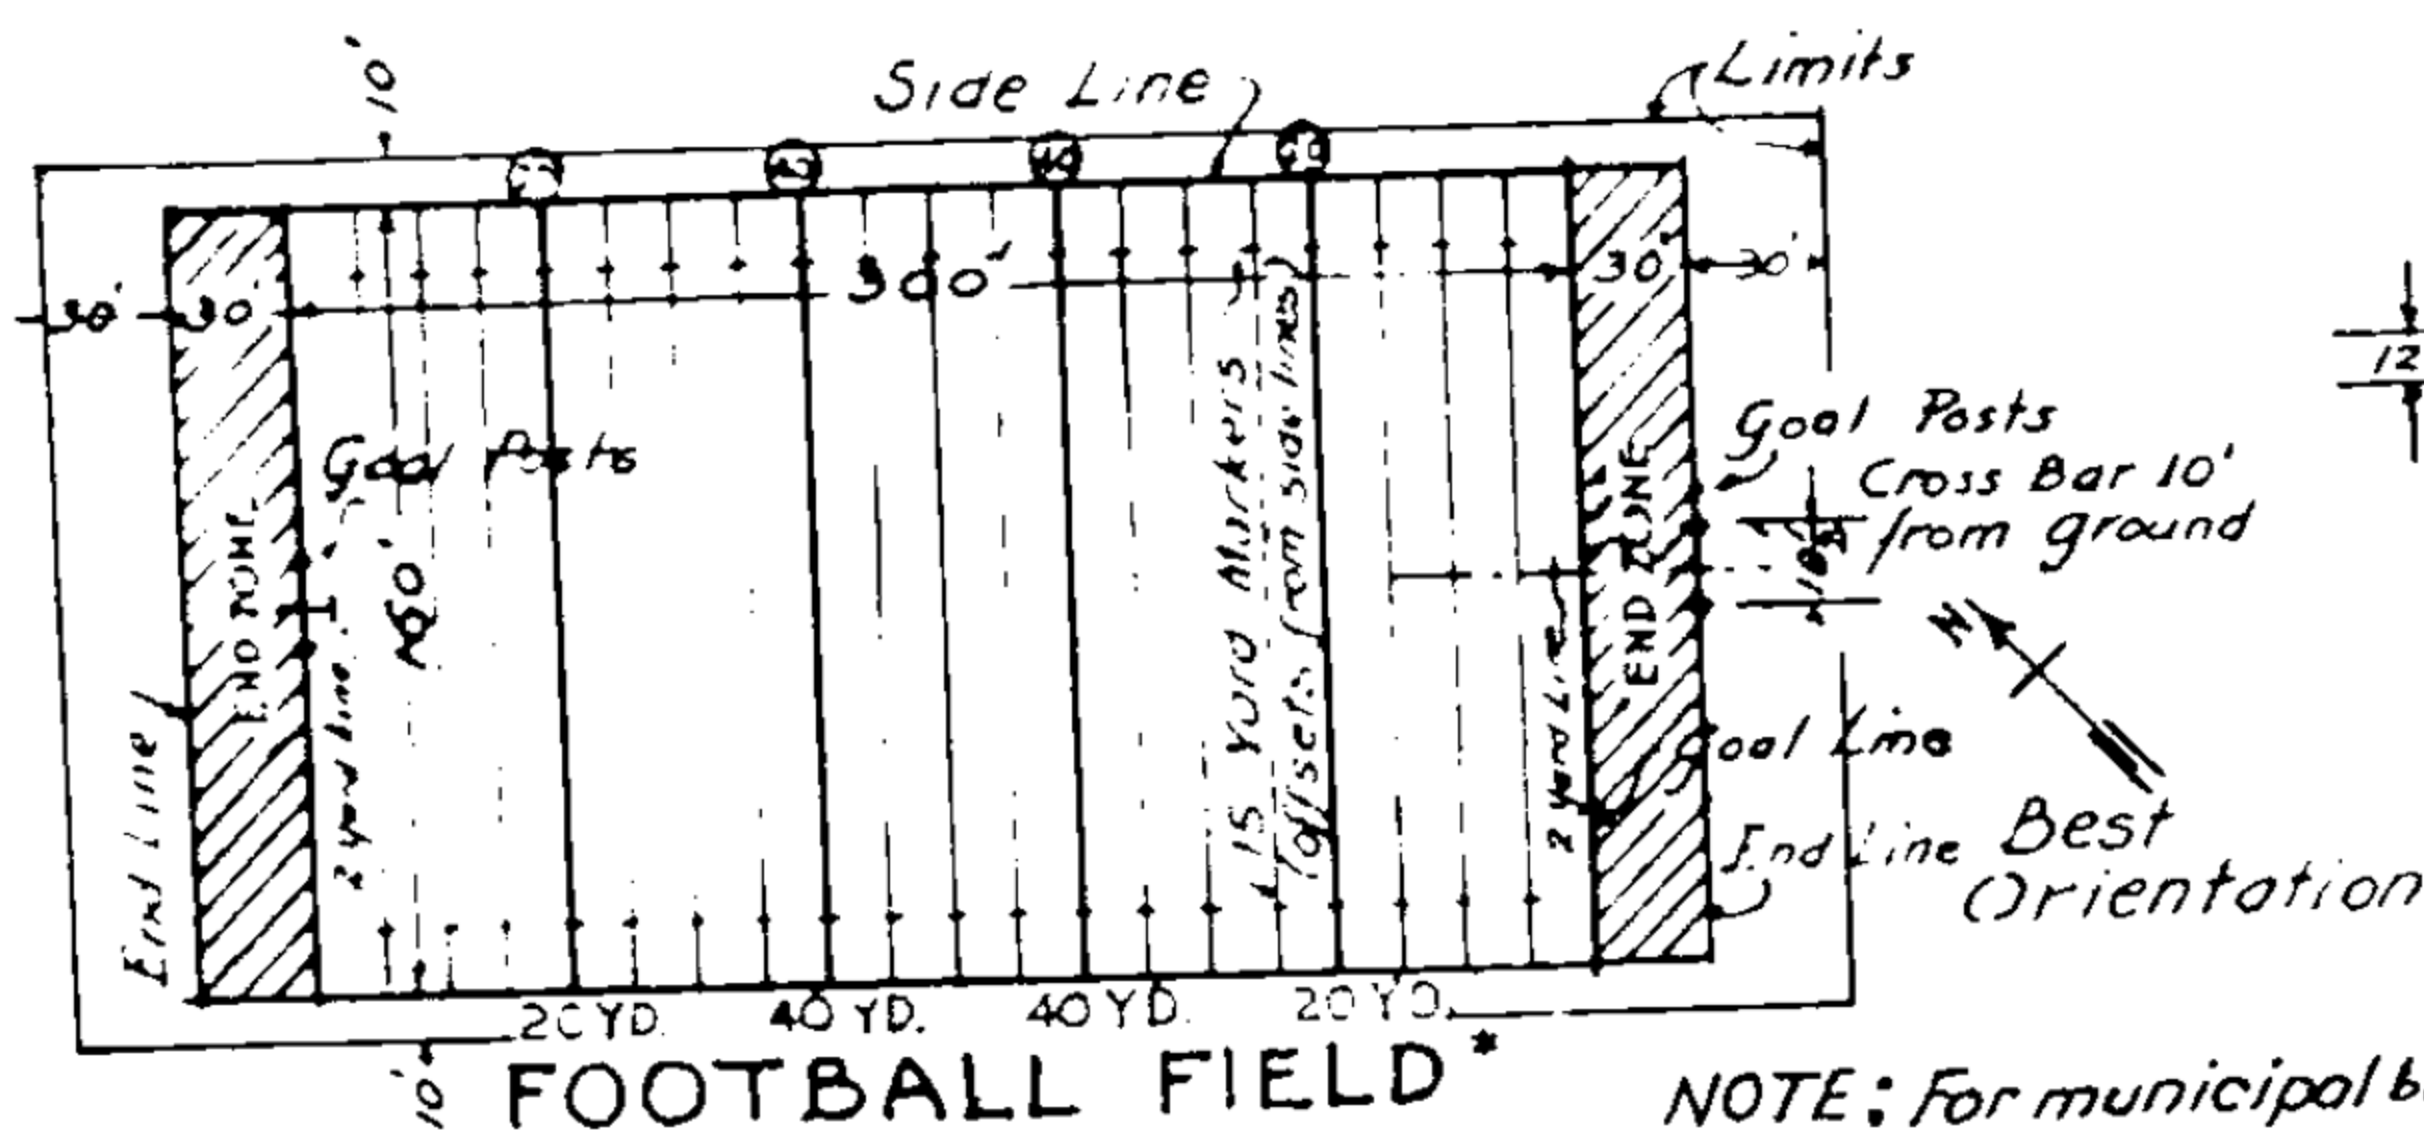 10'
Side Line
Limits
300'
30'
30'
30'
30'
12
Goal Posts
Goal Posts
Cross Bar 10'
from ground
END ZONE
END ZONE
160'
15 Yard Markers
(offsets from side lines)
2 yard line
2 yard Line
N
Goal Line
End Line
End Line
Best
Orientation
20 YD.
40 YD.
40 YD.
20 YD.
10'
FOOTBALL FIELD*
NOTE: For municipal b